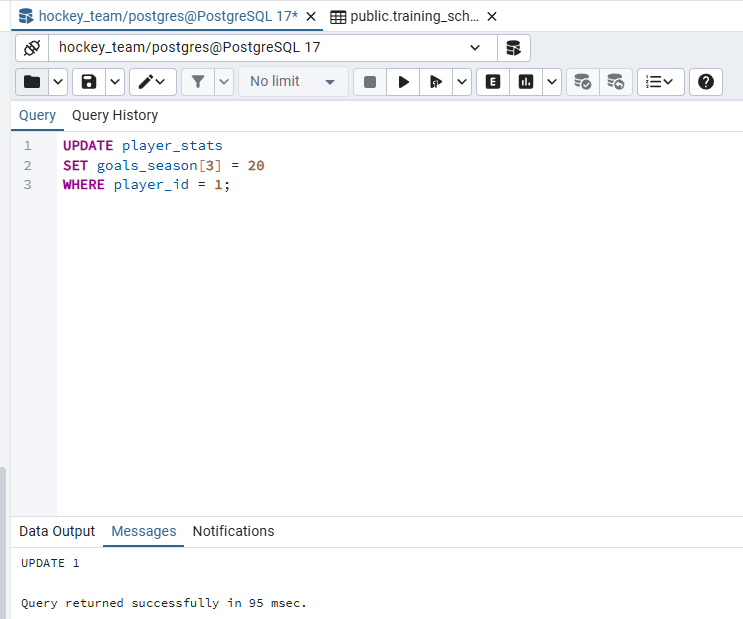 hockey_team/postgres@PostgreSQL 17* public.training_sch...
hockey_team/postgres@PostgreSQL 17
No limit E
Query Query History
1 UPDATE player_stats
2 SET goals_season[3] = 20
3 WHERE player_id = 1;
Data Output Messages Notifications
UPDATE 1
Query returned successfully in 95 msec.